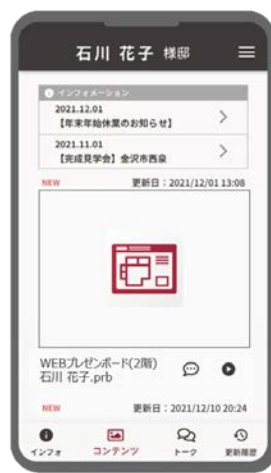 石川 花子 様邸
インフォメーション
2021.12.01
【年末年始休業のお知らせ】
2021.11.01
【完成見学会】金沢市西泉
NEW 更新日：2021/12/01 13:08
WEBプレゼンボード(2階)
石川 花子.prb
NEW 更新日：2021/12/10 20:24
インフォ コンテンツ トーク 更新履歴